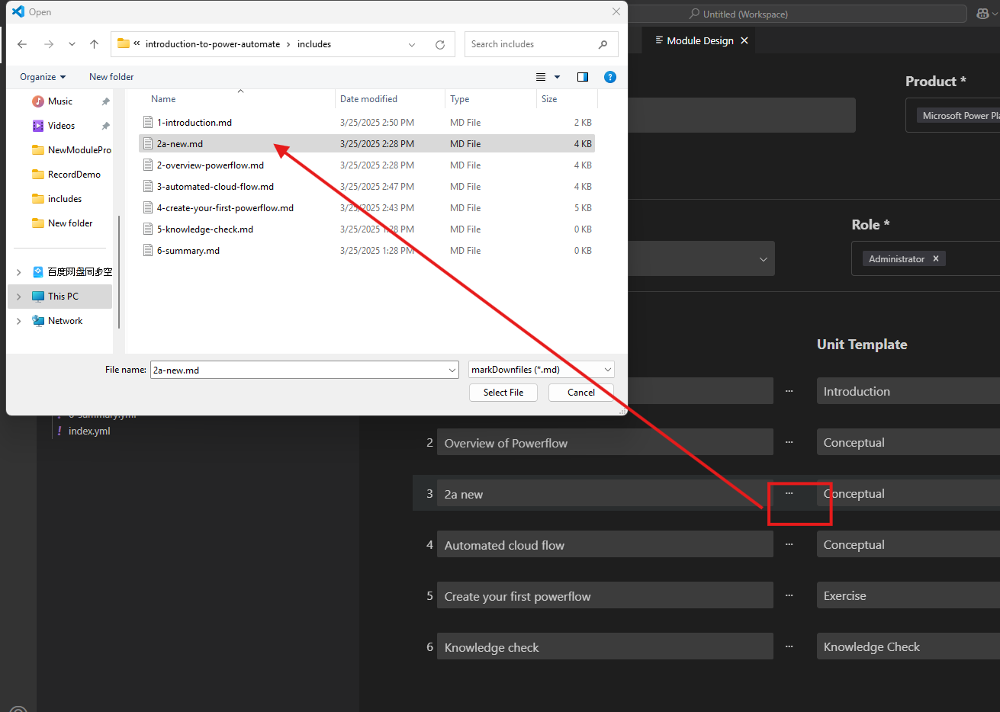 Open
Untitled (Workspace)
introduction-to-power-automate > includes
Search includes
Module Design
Organize
New folder
Name
Date modified
Type
Size
Music
Videos
NewModulePro
RecordDemo
includes
New folder
百度网盘同步空
This PC
Network
1-introduction.md 3/25/2025 2:50 PM MD File 2 KB
2a-new.md 3/25/2025 2:28 PM MD File 4 KB
2-overview-powerflow.md 3/25/2025 2:28 PM MD File 4 KB
3-automated-cloud-flow.md 3/25/2025 2:47 PM MD File 4 KB
4-create-your-first-powerflow.md 3/25/2025 2:43 PM MD File 5 KB
5-knowledge-check.md 3/25/2025 1:28 PM MD File 0 KB
6-summary.md 3/25/2025 1:28 PM MD File 0 KB
File name: 2a-new.md
markDownfiles (*.md)
Select File
Cancel
6-summary.yml
! index.yml
Product *
Microsoft Power Pla
Role *
Administrator
Unit Template
... Introduction
2 Overview of Powerflow ... Conceptual
3 2a new ... Conceptual
4 Automated cloud flow ... Conceptual
5 Create your first powerflow ... Exercise
6 Knowledge check ... Knowledge Check